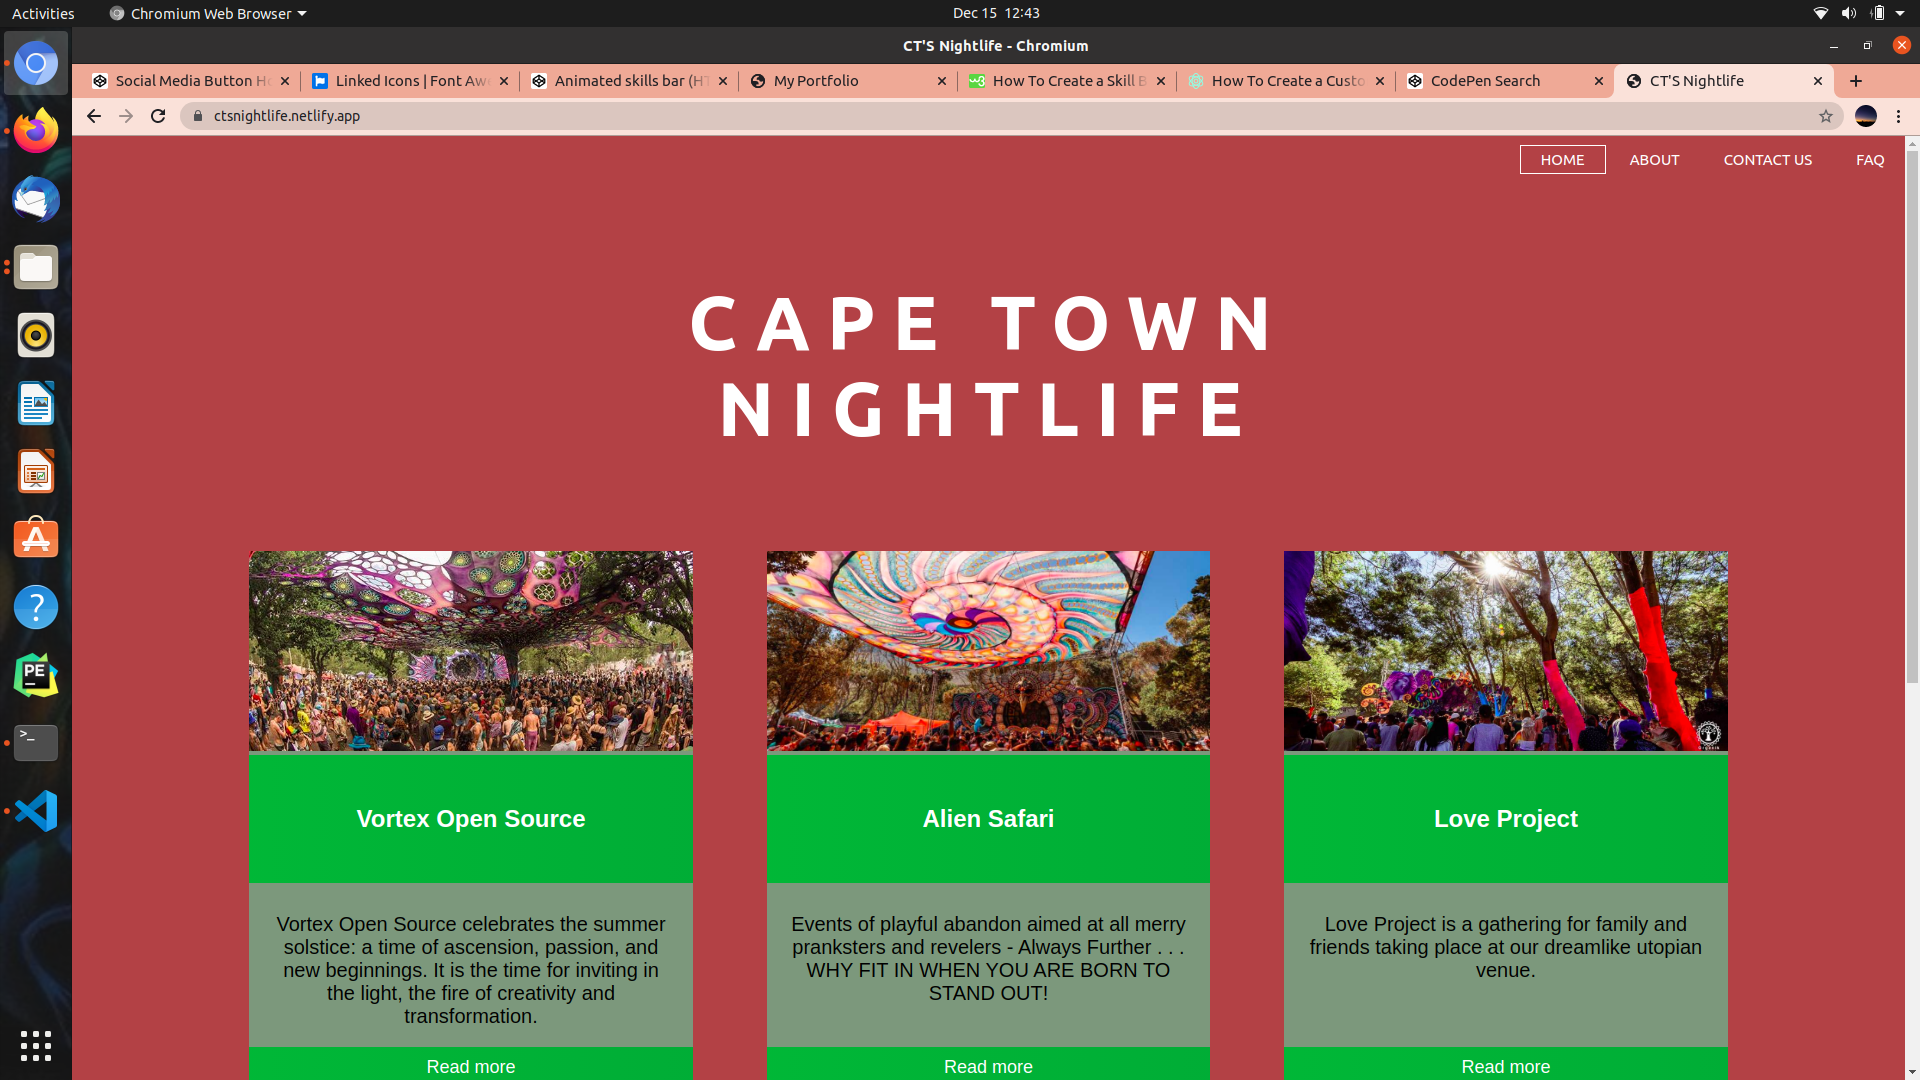 Activities
Chromium Web Browser
Dec 15 12:43
CT'S Nightlife - Chromium
Social Media Button Ho
Linked Icons | Font Awe
Animated skills bar (HT
My Portfolio
How To Create a Skill B
How To Create a Custo
CodePen Search
CT'S Nightlife
ctsnightlife.netlify.app
HOME
ABOUT
CONTACT US
FAQ
CAPE TOWN
NIGHTLIFE
Vortex Open Source
Vortex Open Source celebrates the summer
solstice: a time of ascension, passion, and
new beginnings. It is the time for inviting in
the light, the fire of creativity and
transformation.
Read more
Alien Safari
Events of playful abandon aimed at all merry
pranksters and revelers - Always Further . . .
WHY FIT IN WHEN YOU ARE BORN TO
STAND OUT!
Read more
Love Project
Love Project is a gathering for family and
friends taking place at our dreamlike utopian
venue.
Read more
PE